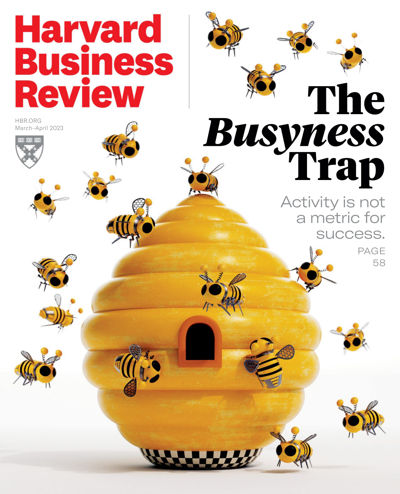 Harvard
Business
Review
HBR.ORG
March-April 2023
The
Busyness
Trap
Activity is not
a metric for
success.
PAGE
58